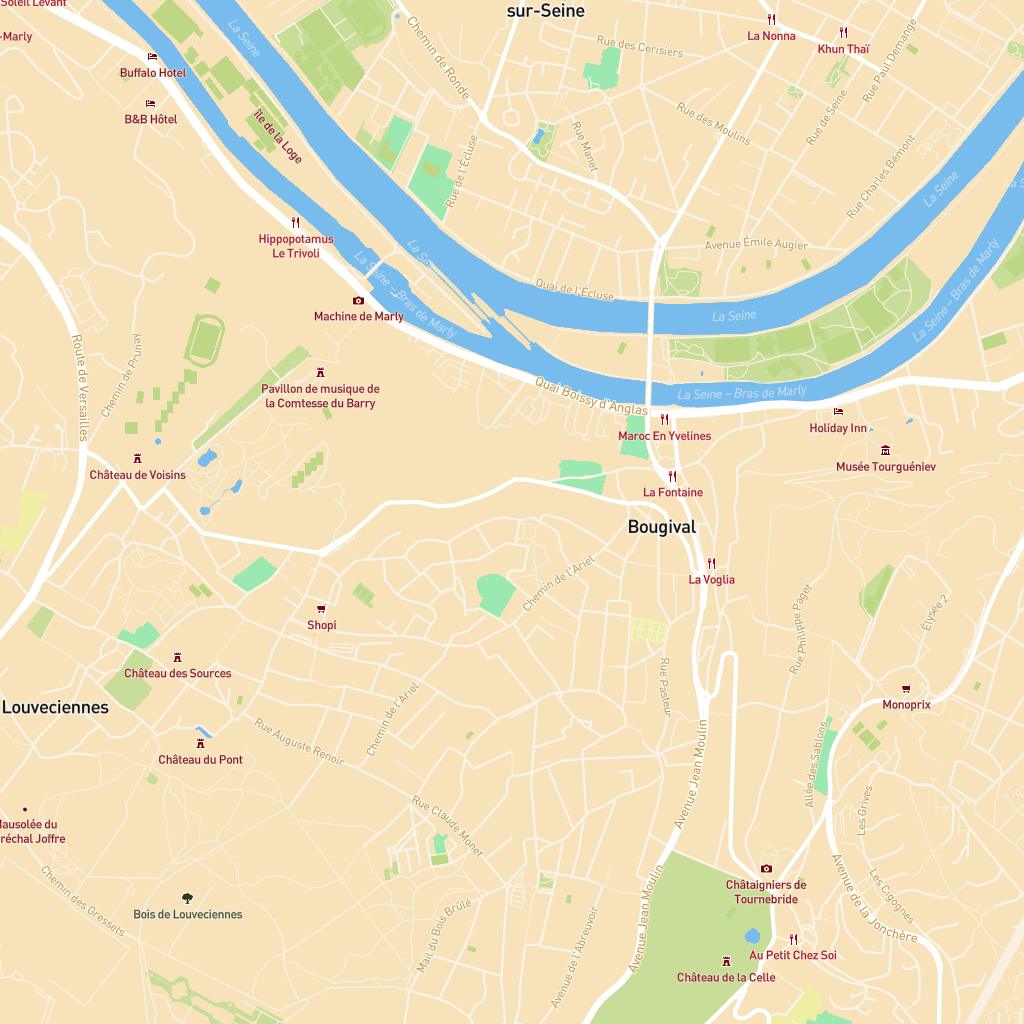 Soleil Levant
sur-Seine
La Seine
La Nonna
Khun Thaï
-Marly
Chemin de Ronde
Rue des Cerisiers
Rue Paul Demange
Buffalo Hotel
B&B Hôtel
Île de la Loge
Rue des Moulins
Rue de Seine
Rue Manet
Rue de l'Écluse
Rue Charles Bémont
La Seine
Hippopotamus
Le Trivoli
Avenue Émile Augier
La Seine – Bras de Marly
Quai de l'Écluse
La Seine – Bras de Marly
Machine de Marly
La Seine
Route de Versailles
Chemin de Prunay
Pavillon de musique de
la Comtesse du Barry
Quai Boissy d'Anglas
La Seine – Bras de Marly
Maroc En Yvelines
Holiday Inn
Musée Tourguéniev
Château de Voisins
La Fontaine
Bougival
La Voglia
Chemin de l'Ariel
Shopi
Rue Philippe Paget
Élysée 2
Château des Sources
Rue Pasteur
Louveciennes
Chemin de l'Ariel
Monoprix
Rue Auguste Renoir
Château du Pont
Avenue Jean Moulin
Allée des Sablons
Les Grives
Mausolée du
réchal Joffre
Rue Claude Monet
Chemin des Gressets
Châtaigniers de
Tournebride
Les Cigognes
Avenue de la Jonchère
Bois de Louveciennes
Mail du Bois Brûlé
Avenue Jean Moulin
Avenue de l'Abreuvoir
Au Petit Chez Soi
Château de la Celle